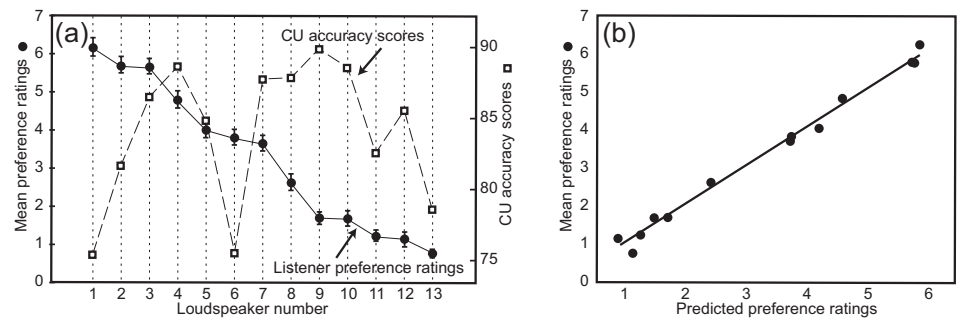 (a)
Mean preference ratings
7
6
5
4
3
2
1
0
CU accuracy scores
Listener preference ratings
90
85
80
75
CU accuracy scores
1 2 3 4 5 6 7 8 9 10 11 12 13
Loudspeaker number
(b)
Mean preference ratings
7
6
5
4
3
2
1
0
1 2 3 4 5 6
Predicted preference ratings